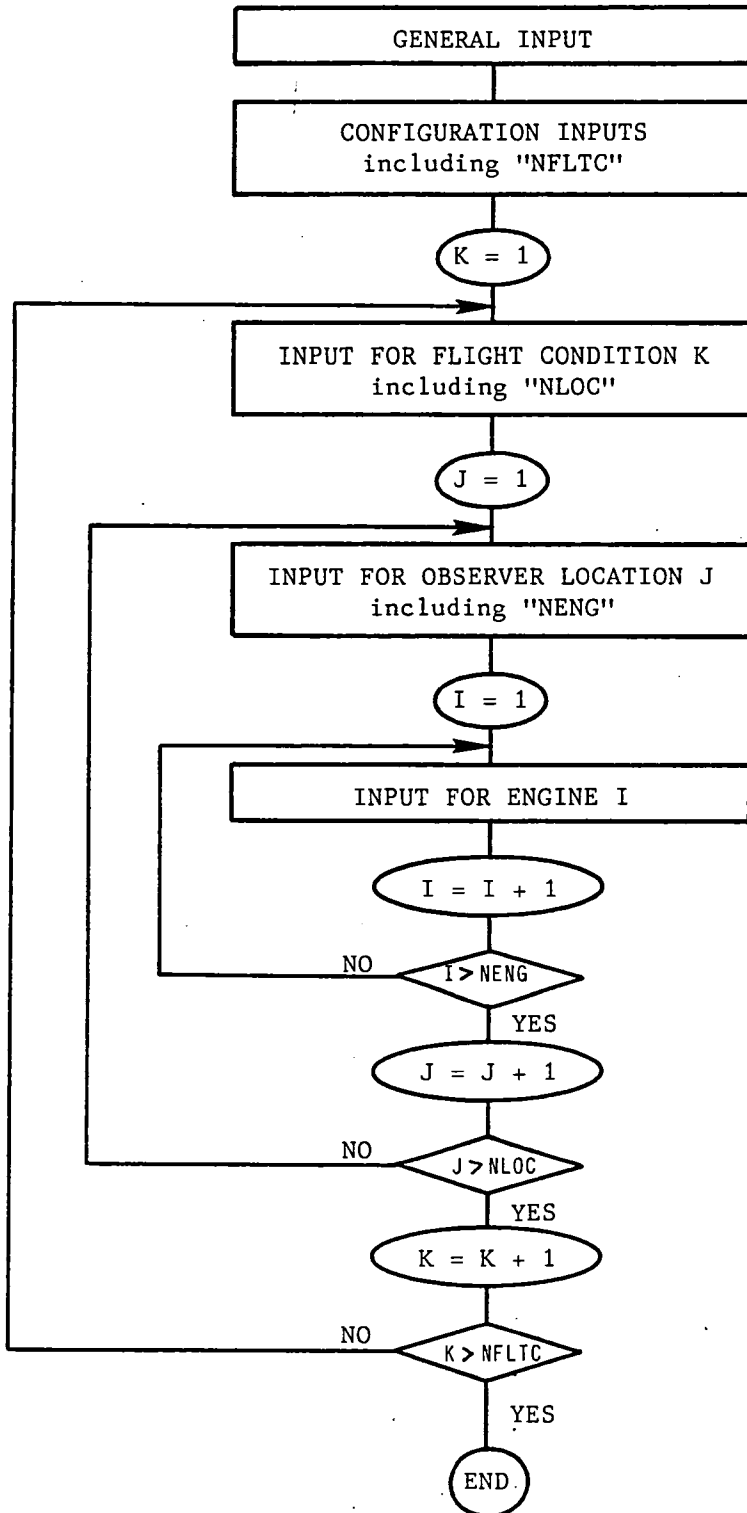 GENERAL INPUT
CONFIGURATION INPUTS
including "NFLTC"
K = 1
INPUT FOR FLIGHT CONDITION K
including "NLOC"
J = 1
INPUT FOR OBSERVER LOCATION J
including "NENG"
I = 1
INPUT FOR ENGINE I
I = I + 1
NO
I > NENG
YES
J = J + 1
NO
J > NLOC
YES
K = K + 1
NO
K > NFLTC
YES
END